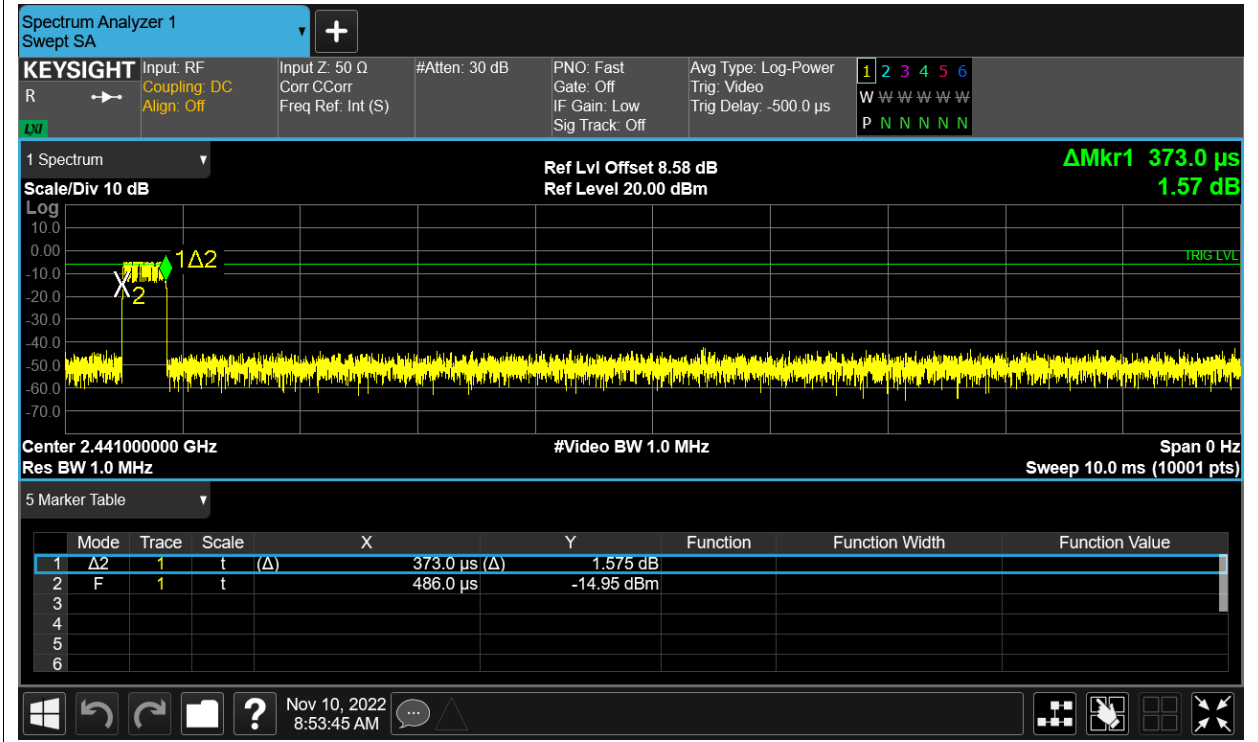 Spectrum Analyzer 1
Swept SA
+
KEYSIGHT
R
LXI
Input: RF
Coupling: DC
Align: Off
Input Z: 50 Ω
Corr CCorr
Freq Ref: Int (S)
#Atten: 30 dB
PNO: Fast
Gate: Off
IF Gain: Low
Sig Track: Off
Avg Type: Log-Power
Trig: Video
Trig Delay: -500.0 µs
1 2 3 4 5 6
W W W W W W
P N N N N N
1 Spectrum
Scale/Div 10 dB
Ref Lvl Offset 8.58 dB
Ref Level 20.00 dBm
ΔMkr1 373.0 µs
1.57 dB
Log
10.0
0.00
-10.0
-20.0
-30.0
-40.0
-50.0
-60.0
-70.0
1Δ2
X2
TRIG LVL
Center 2.441000000 GHz
Res BW 1.0 MHz
#Video BW 1.0 MHz
Span 0 Hz
Sweep 10.0 ms (10001 pts)
5 Marker Table
Mode Trace Scale X Y Function Function Width Function Value
1 Δ2 1 t (Δ) 373.0 µs (Δ) 1.575 dB
2 F 1 t 486.0 µs -14.95 dBm
3
4
5
6
?
Nov 10, 2022
8:53:45 AM